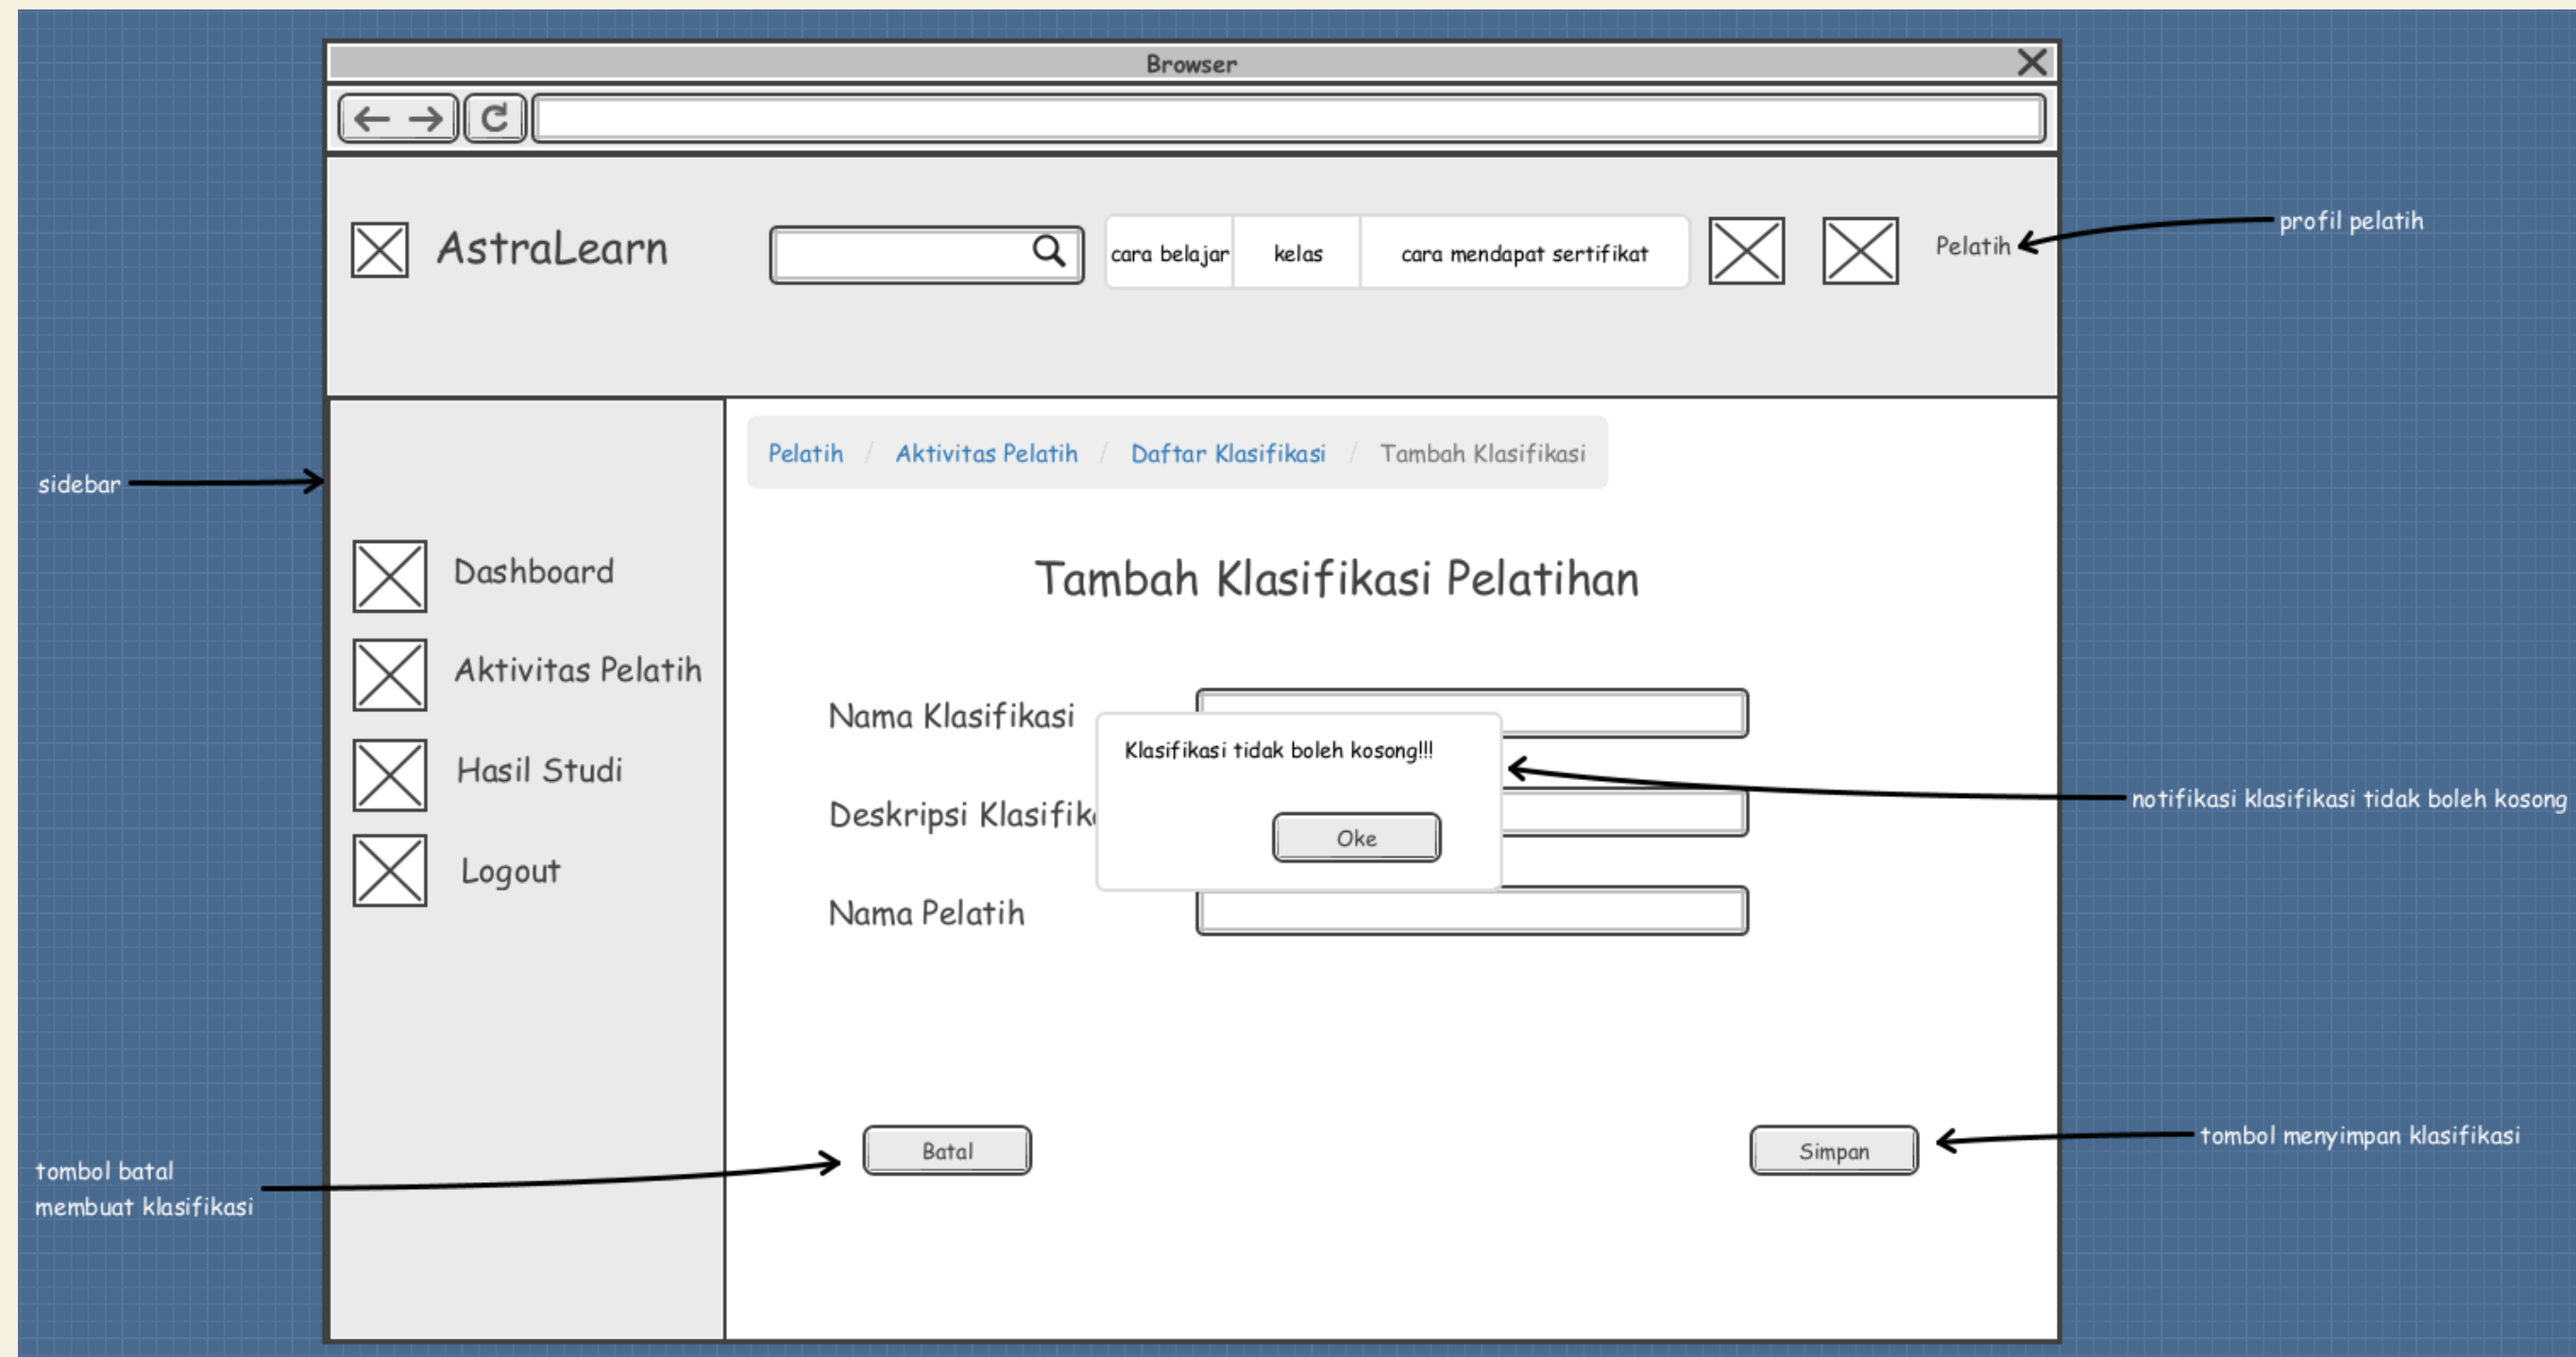 Browser
AstraLearn
cara belajar
kelas
cara mendapat sertifikat
Pelatih
profil pelatih
Pelatih / Aktivitas Pelatih / Daftar Klasifikasi / Tambah Klasifikasi
sidebar
Dashboard
Aktivitas Pelatih
Hasil Studi
Logout
Tambah Klasifikasi Pelatihan
Nama Klasifikasi
Klasifikasi tidak boleh kosong!!!
Deskripsi Klasifik
Oke
Nama Pelatih
notifikasi klasifikasi tidak boleh kosong
Batal
Simpan
tombol menyimpan klasifikasi
tombol batal
membuat klasifikasi